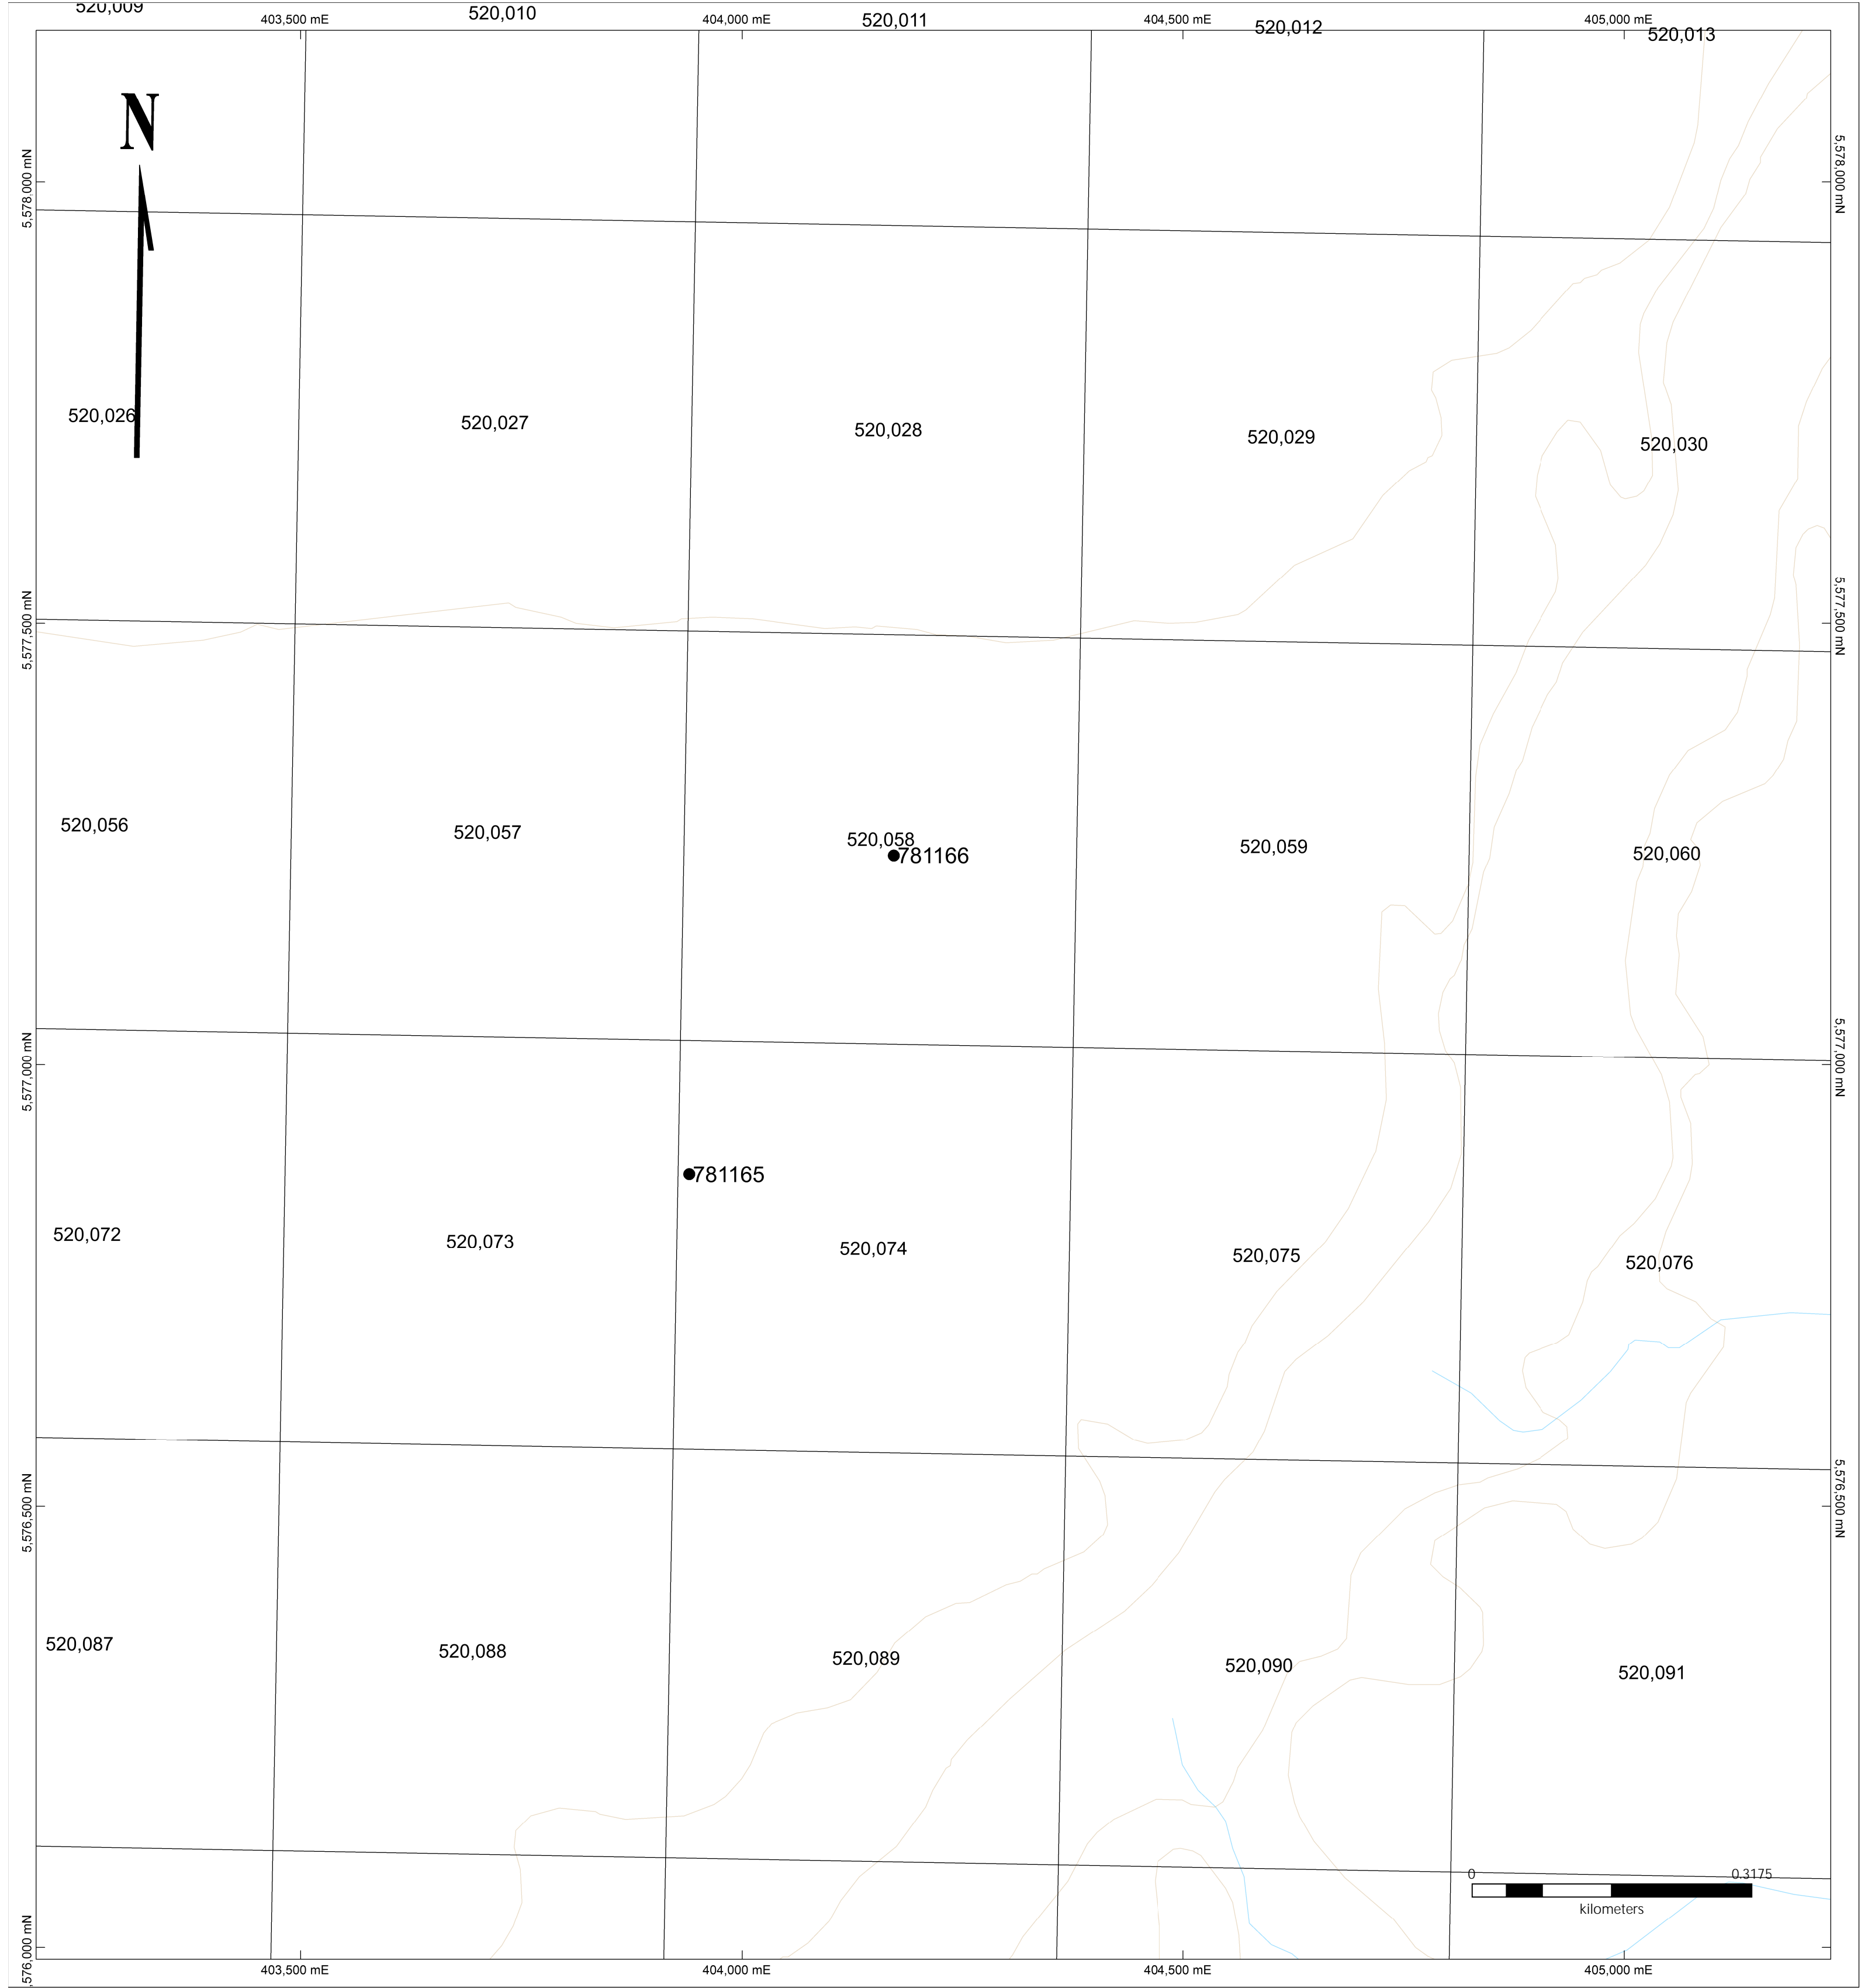 520,009
520,010
520,011
520,012
520,013
403,500 mE
404,000 mE
404,500 mE
405,000 mE
N
5,578,000 mN
5,578,000 mN
520,026
520,027
520,028
520,029
520,030
5,577,500 mN
5,577,500 mN
520,056
520,057
520,058
781166
520,059
520,060
5,577,000 mN
5,577,000 mN
781165
520,072
520,073
520,074
520,075
520,076
5,576,500 mN
5,576,500 mN
520,087
520,088
520,089
520,090
520,091
0
0.3175
kilometers
,576,000 mN
403,500 mE
404,000 mE
404,500 mE
405,000 mE